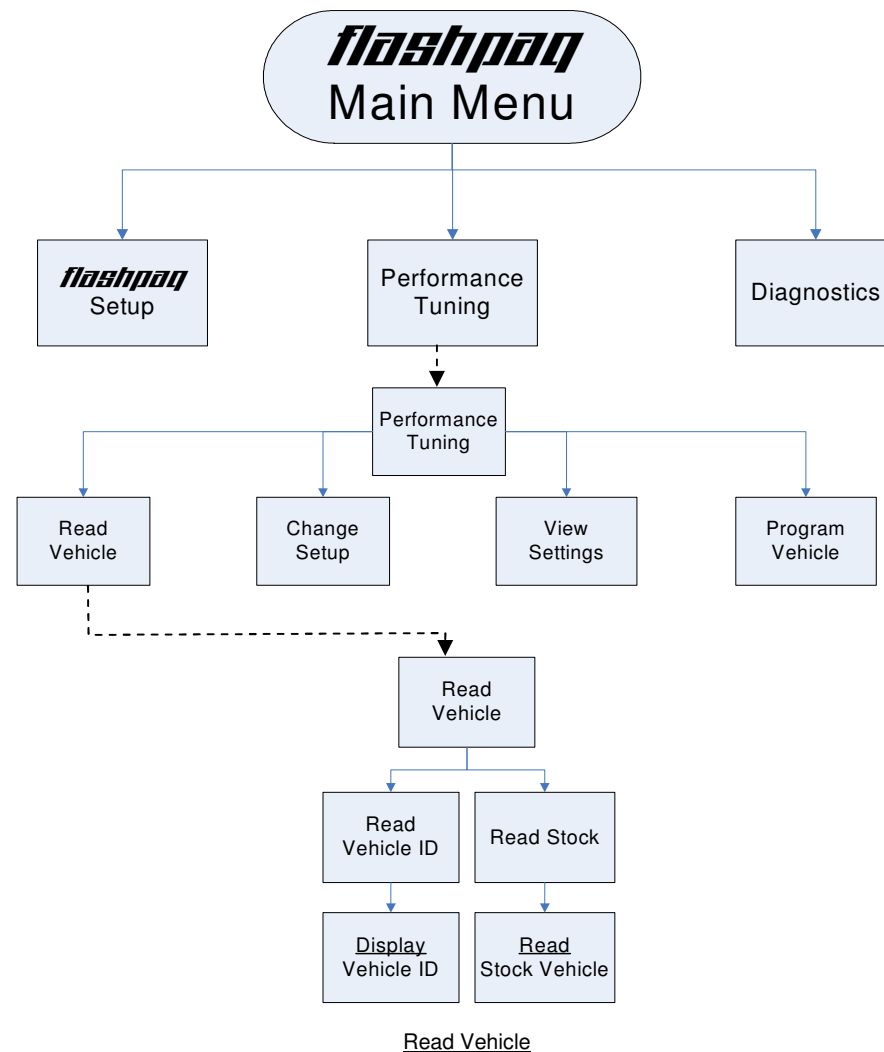 flashpaq
Main Menu
flashpaq
Setup
Performance
Tuning
Diagnostics
Performance
Tuning
Read
Vehicle
Change
Setup
View
Settings
Program
Vehicle
Read
Vehicle
Read
Vehicle ID
Read Stock
Display
Vehicle ID
Read
Stock Vehicle
Read Vehicle